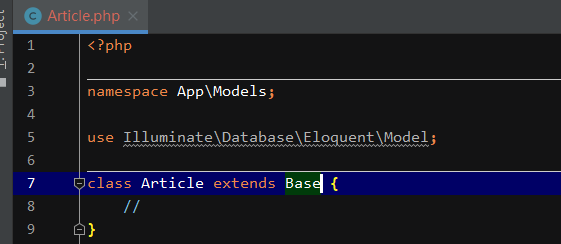 Project
Article.php
1 <?php
2
3 namespace App\Models;
4
5 use Illuminate\Database\Eloquent\Model;
6
7 class Article extends Base {
8 //
9 }